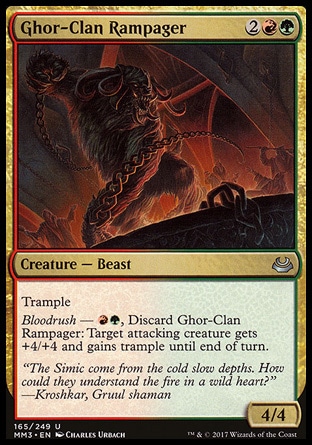 Ghor-Clan Rampager 2
Creature — Beast
Trample
Bloodrush — , Discard Ghor-Clan
Rampager: Target attacking creature gets
+4/+4 and gains trample until end of turn.
"The Simic come from the cold slow depths. How
could they understand the fire in a wild heart?"
—Kroshkar, Gruul shaman
4/4
165/249 U
MM3 • EN Charles Urbach
™ & © 2017 Wizards of the Coast